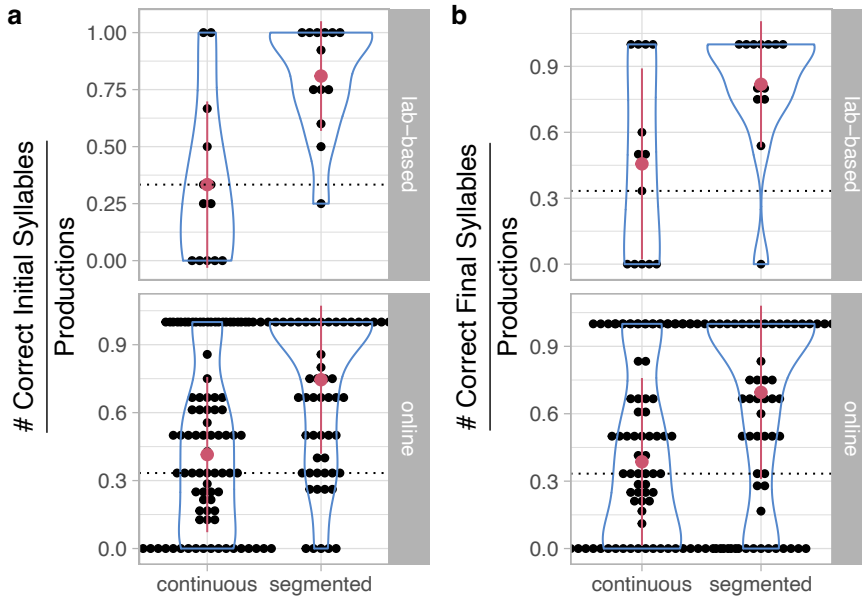 a
# Correct Initial Syllables
Productions
1.00
0.75
0.50
0.25
0.00
lab-based
0.9
0.6
0.3
0.0
online
continuous segmented
b
# Correct Final Syllables
Productions
0.9
0.6
0.3
0.0
lab-based
0.9
0.6
0.3
0.0
online
continuous segmented